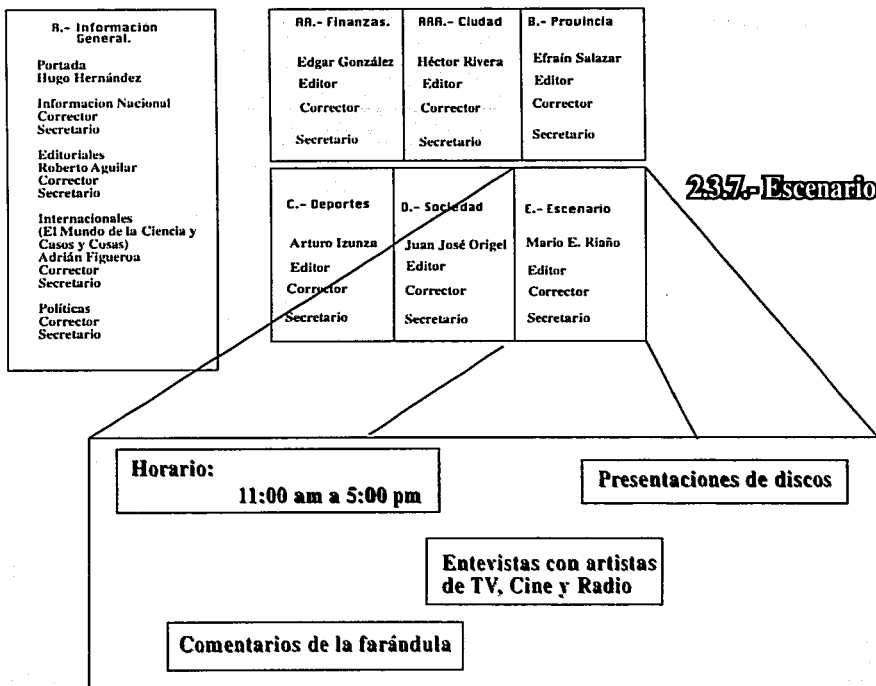 A.- Información
General.
Portada
Hugo Hernández
Informacion Nacional
Corrector
Secretario
Editoriales
Roberto Aguilar
Corrector
Secretario
Internacionales
(El Mundo de la Ciencia y
Casos y Cosas)
Adrián Figueroa
Corrector
Secretario
Políticas
Corrector
Secretario
AA.- Finanzas.
Edgar González
Editor
Corrector
Secretario
AAA.- Ciudad
Héctor Rivera
Editor
Corrector
Secretario
B.- Provincia
Efraín Salazar
Editor
Corrector
Secretario
C.- Deportes
Arturo Izunza
Editor
Corrector
Secretario
D.- Sociedad
Juan José Origel
Editor
Corrector
Secretario
E.- Escenario
Mario E. Riaño
Editor
Corrector
Secretario
2.3.7.- Escenario
Horario:
11:00 am a 5:00 pm
Presentaciones de discos
Entevistas con artistas
de TV, Cine y Radio
Comentarios de la farándula